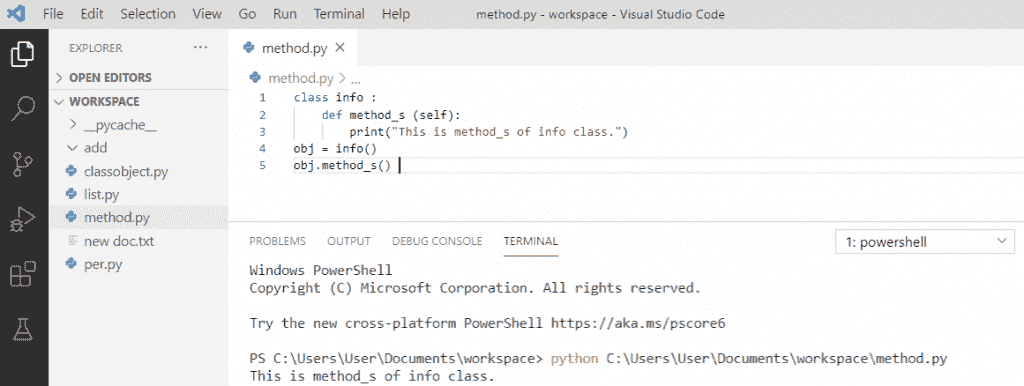 File Edit Selection View Go Run Terminal Help method.py - workspace - Visual Studio Code
EXPLORER ...
OPEN EDITORS
WORKSPACE
__pycache__
add
classobject.py
list.py
method.py
new doc.txt
per.py
method.py
method.py > ...
1 class info :
2     def method_s (self):
3         print("This is method_s of info class.")
4 obj = info()
5 obj.method_s()
PROBLEMS OUTPUT DEBUG CONSOLE TERMINAL 1: powershell
Windows PowerShell
Copyright (C) Microsoft Corporation. All rights reserved.
Try the new cross-platform PowerShell https://aka.ms/pscore6
PS C:\Users\User\Documents\workspace> python C:\Users\User\Documents\workspace\method.py
This is method_s of info class.